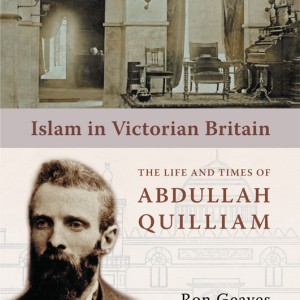 Islam in Victorian Britain
THE LIFE AND TIMES OF
ABDULLAH
QUILLIAM
Ron Geaves